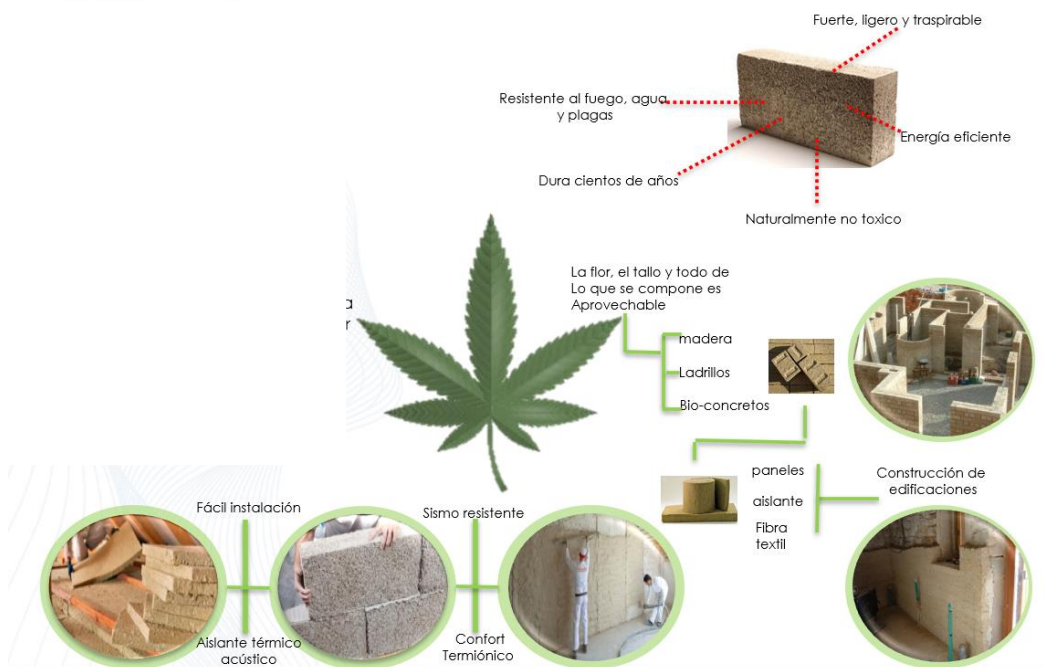 Fuerte, ligero y traspirable
Resistente al fuego, agua
y plagas
Energía eficiente
Dura cientos de años
Naturalmente no toxico
La flor, el tallo y todo de
Lo que se compone es
Aprovechable
a
r
madera
Ladrillos
Bio-concretos
paneles
aislante
Fibra
textil
Construcción de
edificaciones
Fácil instalación
Sismo resistente
Aislante térmico
acústico
Confort
Termiónico